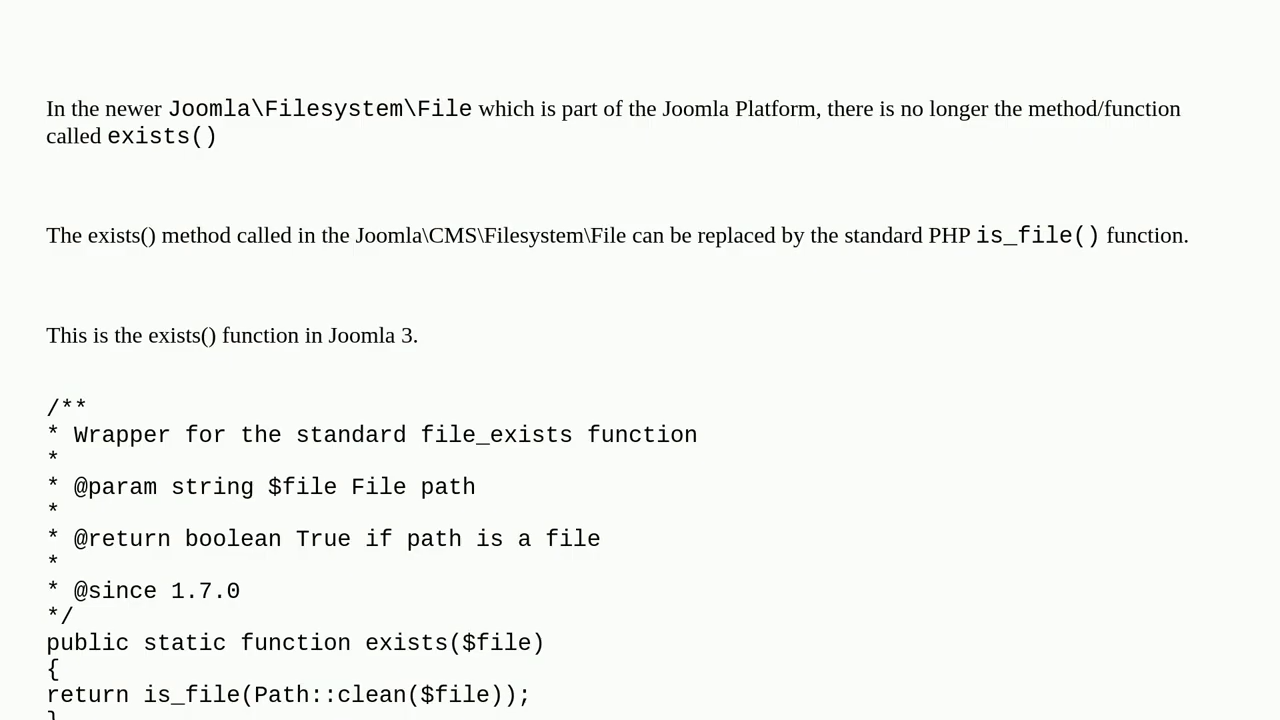 In the newer Joomla\Filesystem\File which is part of the Joomla Platform, there is no longer the method/function
called exists()
The exists() method called in the Joomla\CMS\Filesystem\File can be replaced by the standard PHP is_file() function.
This is the exists() function in Joomla 3.
/**
* Wrapper for the standard file_exists function
*
* @param string $file File path
*
* @return boolean True if path is a file
*
* @since 1.7.0
*/
public static function exists($file)
{
return is_file(Path::clean($file));
}